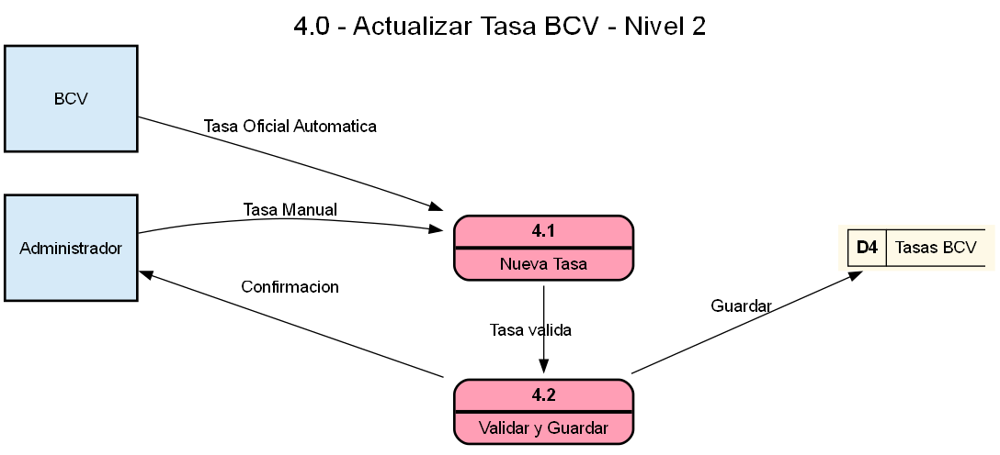 4.0 - Actualizar Tasa BCV - Nivel 2
BCV
Tasa Oficial Automatica
Administrador
Tasa Manual
4.1
Nueva Tasa
D4 Tasas BCV
Confirmacion
Guardar
Tasa valida
4.2
Validar y Guardar